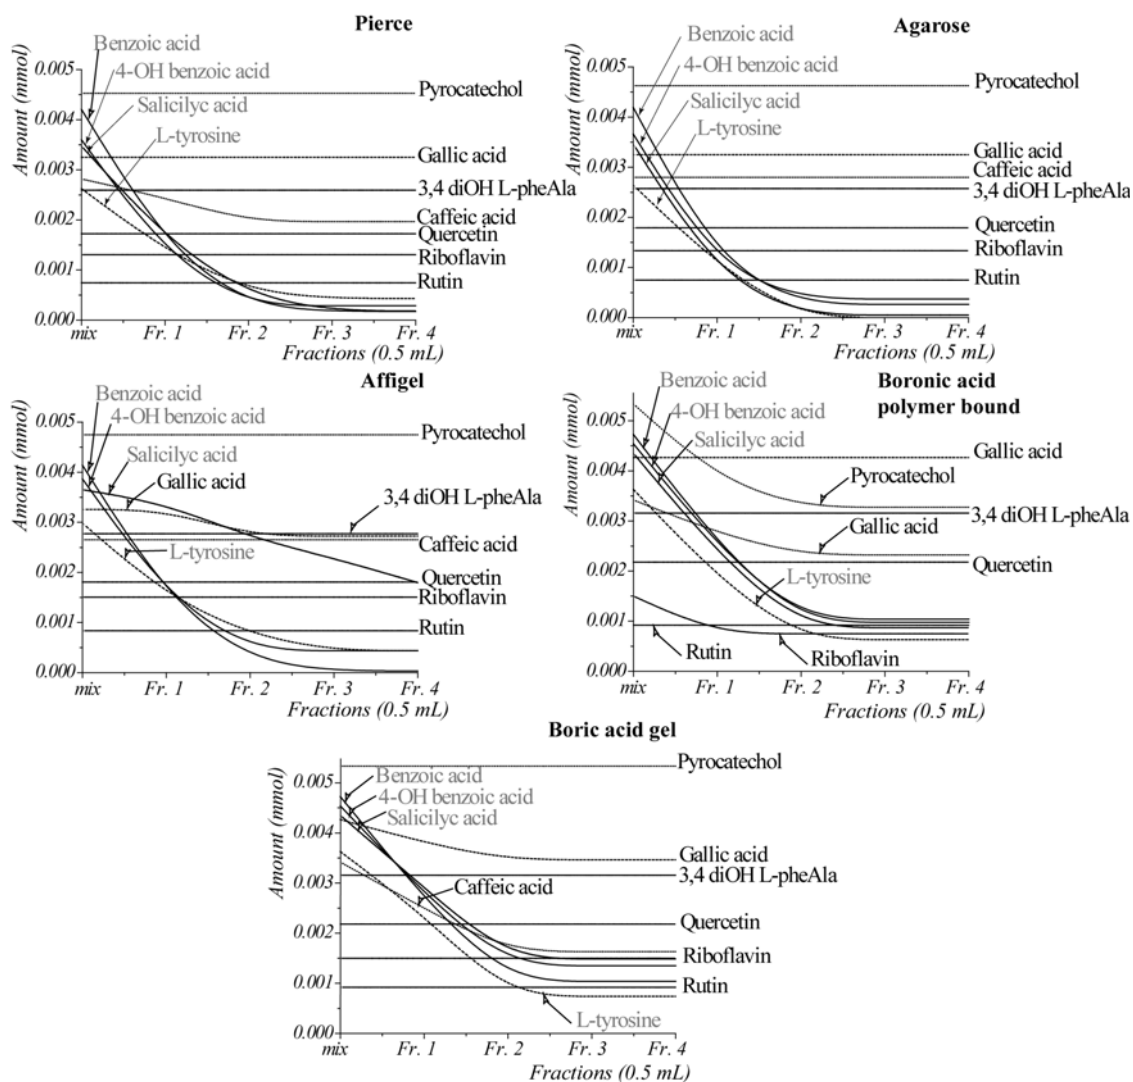 Pierce
Amount (mmol)
0.005
0.004
0.003
0.002
0.001
0.000
Benzoic acid
4-OH benzoic acid
Salicilyc acid
L-tyrosine
Pyrocatechol
Gallic acid
3,4 diOH L-pheAla
Caffeic acid
Quercetin
Riboflavin
Rutin
mix Fr. 1 Fr. 2 Fr. 3 Fr. 4
Fractions (0.5 mL)
Agarose
Amount (mmol)
0.005
0.004
0.003
0.002
0.001
0.000
Benzoic acid
4-OH benzoic acid
Salicilyc acid
L-tyrosine
Pyrocatechol
Gallic acid
Caffeic acid
3,4 diOH L-pheAla
Quercetin
Riboflavin
Rutin
mix Fr. 1 Fr. 2 Fr. 3 Fr. 4
Fractions (0.5 mL)
Affigel
Amount (mmol)
0.005
0.004
0.003
0.002
0.001
0.000
Benzoic acid
4-OH benzoic acid
Salicilyc acid
Gallic acid
L-tyrosine
Pyrocatechol
3,4 diOH L-pheAla
Caffeic acid
Quercetin
Riboflavin
Rutin
mix Fr. 1 Fr. 2 Fr. 3 Fr. 4
Fractions (0.5 mL)
Boronic acid
polymer bound
Amount (mmol)
0.005
0.004
0.003
0.002
0.001
0.000
Benzoic acid
4-OH benzoic acid
Salicilyc acid
Gallic acid
Pyrocatechol
3,4 diOH L-pheAla
Gallic acid
Quercetin
L-tyrosine
Rutin
Riboflavin
mix Fr. 1 Fr. 2 Fr. 3 Fr. 4
Fractions (0.5 mL)
Boric acid gel
Amount (mmol)
0.005
0.004
0.003
0.002
0.001
0.000
Benzoic acid
4-OH benzoic acid
Salicilyc acid
Pyrocatechol
Gallic acid
3,4 diOH L-pheAla
Caffeic acid
Quercetin
Riboflavin
Rutin
L-tyrosine
mix Fr. 1 Fr. 2 Fr. 3 Fr. 4
Fractions (0.5 mL)